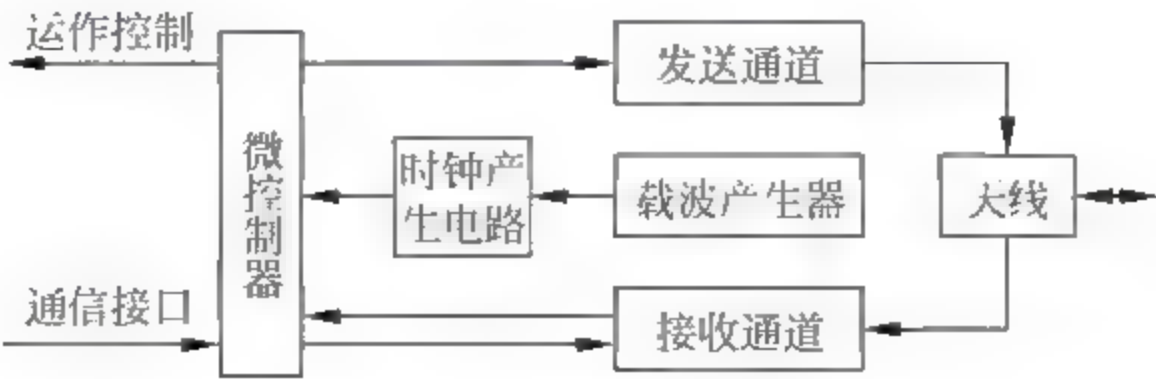 运作控制
发送通道
微控制器
时钟产
生电路
载波产生器
天线
通信接口
接收通道